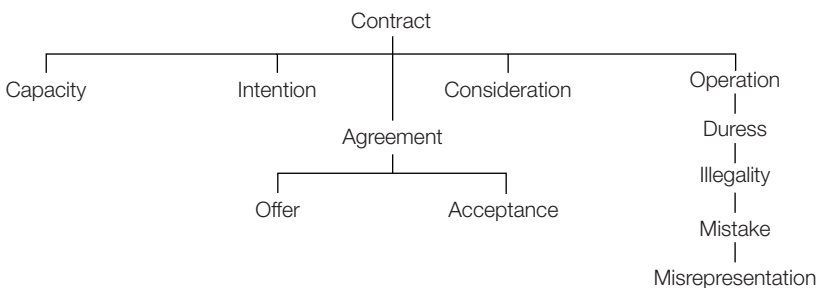 Contract
Capacity
Intention
Consideration
Operation
Agreement
Duress
Offer
Acceptance
Illegality
Mistake
Misrepresentation